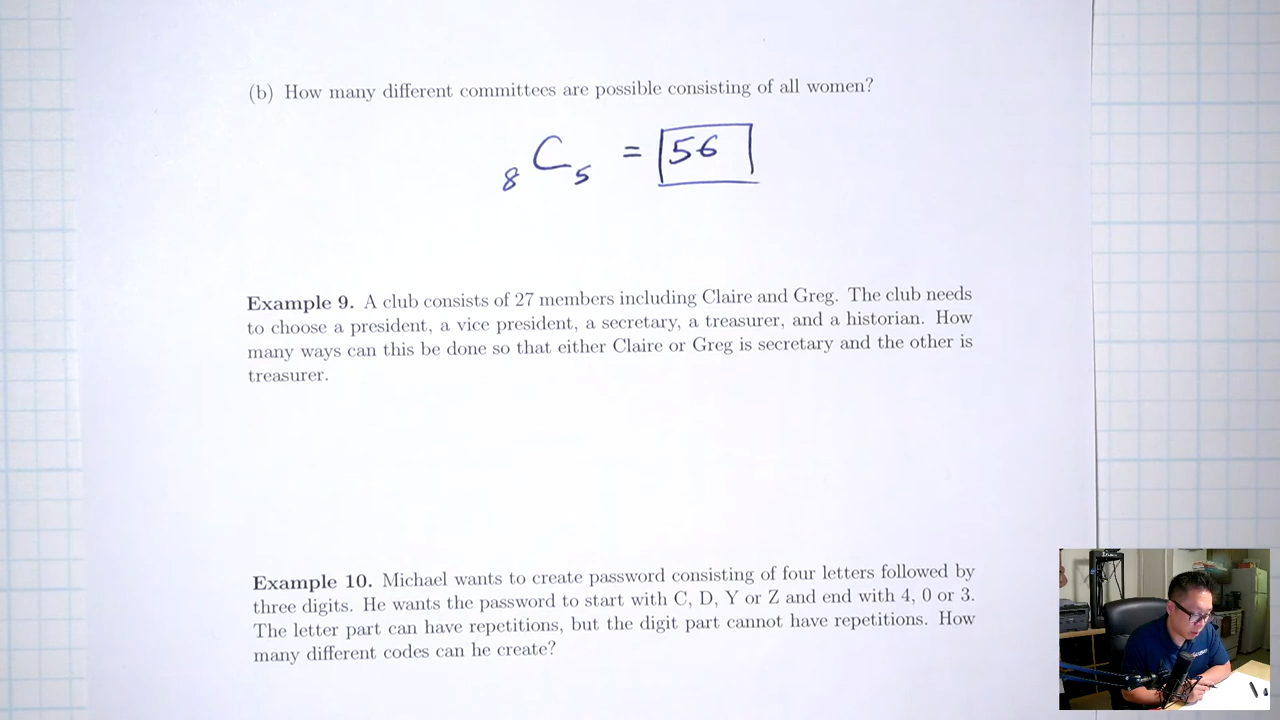 (b) How many different committees are possible consisting of all women?
8C5 = 56
Example 9. A club consists of 27 members including Claire and Greg. The club needs
to choose a president, a vice president, a secretary, a treasurer, and a historian. How
many ways can this be done so that either Claire or Greg is secretary and the other is
treasurer.
Example 10. Michael wants to create password consisting of four letters followed by
three digits. He wants the password to start with C, D, Y or Z and end with 4, 0 or 3.
The letter part can have repetitions, but the digit part cannot have repetitions. How
many different codes can he create?